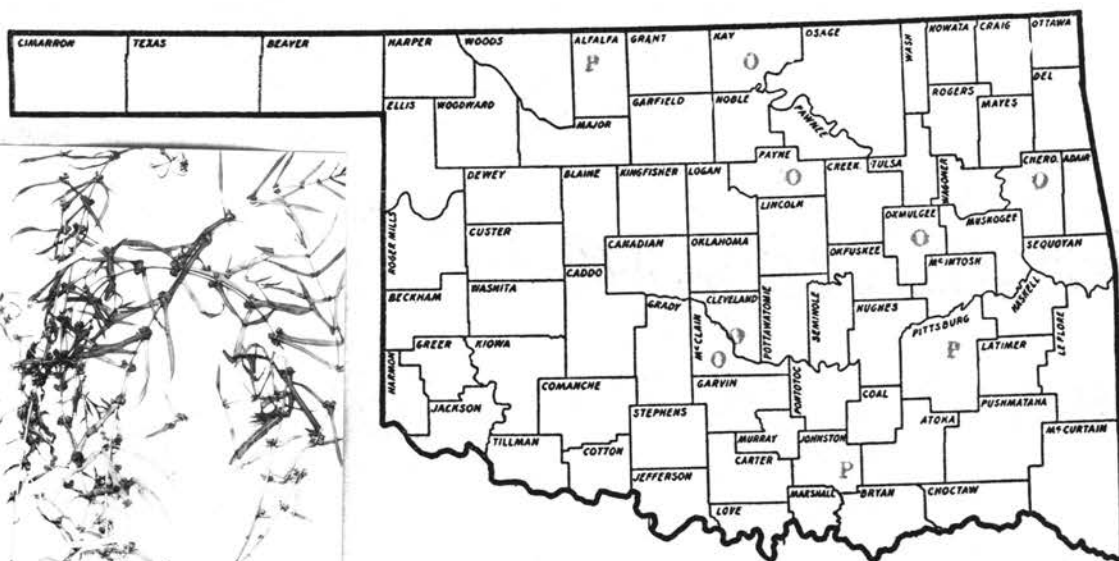 CIMARRON TEXAS BEAVER HARPER WOODS ALFALFA GRANT KAY OSAGE WASH NOWATA CRAIG OTTAWA
P O
ELLIS WOODWARD MAJOR GARFIELD NOBLE PAWNEE ROGERS MAYES DEL
DEWEY BLAINE KINGFISHER LOGAN PAYNE CREEK TULSA WAGONER CHERO. ADAIR
O O
ROGER MILLS CUSTER CANADIAN OKLAHOMA LINCOLN OKFUSKEE OKMULGEE MUSKOGEE SEQUOYAH
O
BECKHAM WASHITA CADDO GRADY McCLAIN CLEVELAND POTTAWATOMIE SEMINOLE HUGHES McINTOSH HASKELL
O O
HARMON GREER KIOWA PITTSBURG LATIMER LE FLORE
P
JACKSON COMANCHE GARVIN PONTOTOC COAL
TILLMAN COTTON STEPHENS MURRAY JOHNSTON ATOKA PUSHMATAHA McCURTAIN
P
JEFFERSON CARTER LOVE MARSHALL BRYAN CHOCTAW